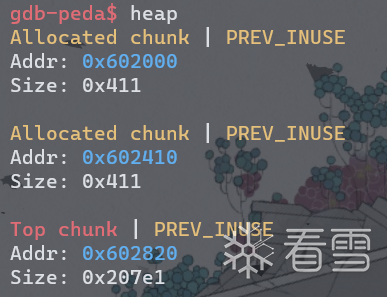 gdb-peda$ heap
Allocated chunk | PREV_INUSE
Addr: 0x602000
Size: 0x411
Allocated chunk | PREV_INUSE
Addr: 0x602410
Size: 0x411
Top chunk | PREV_INUSE
Addr: 0x602820
Size: 0x207e1
看雪